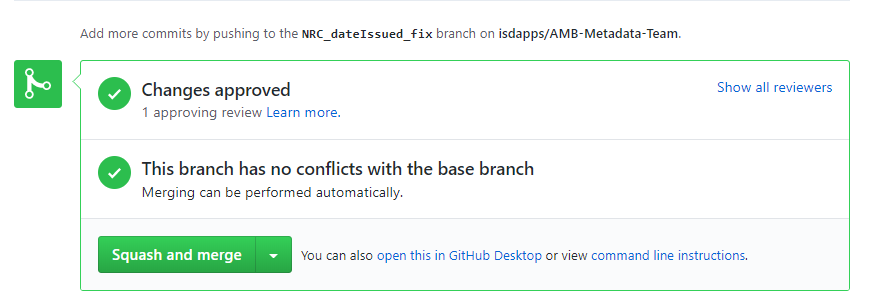 Add more commits by pushing to the NRC_dateIssued_fix branch on isdapps/AMB-Metadata-Team.
Changes approved
Show all reviewers
1 approving review Learn more.
This branch has no conflicts with the base branch
Merging can be performed automatically.
Squash and merge
You can also open this in GitHub Desktop or view command line instructions.